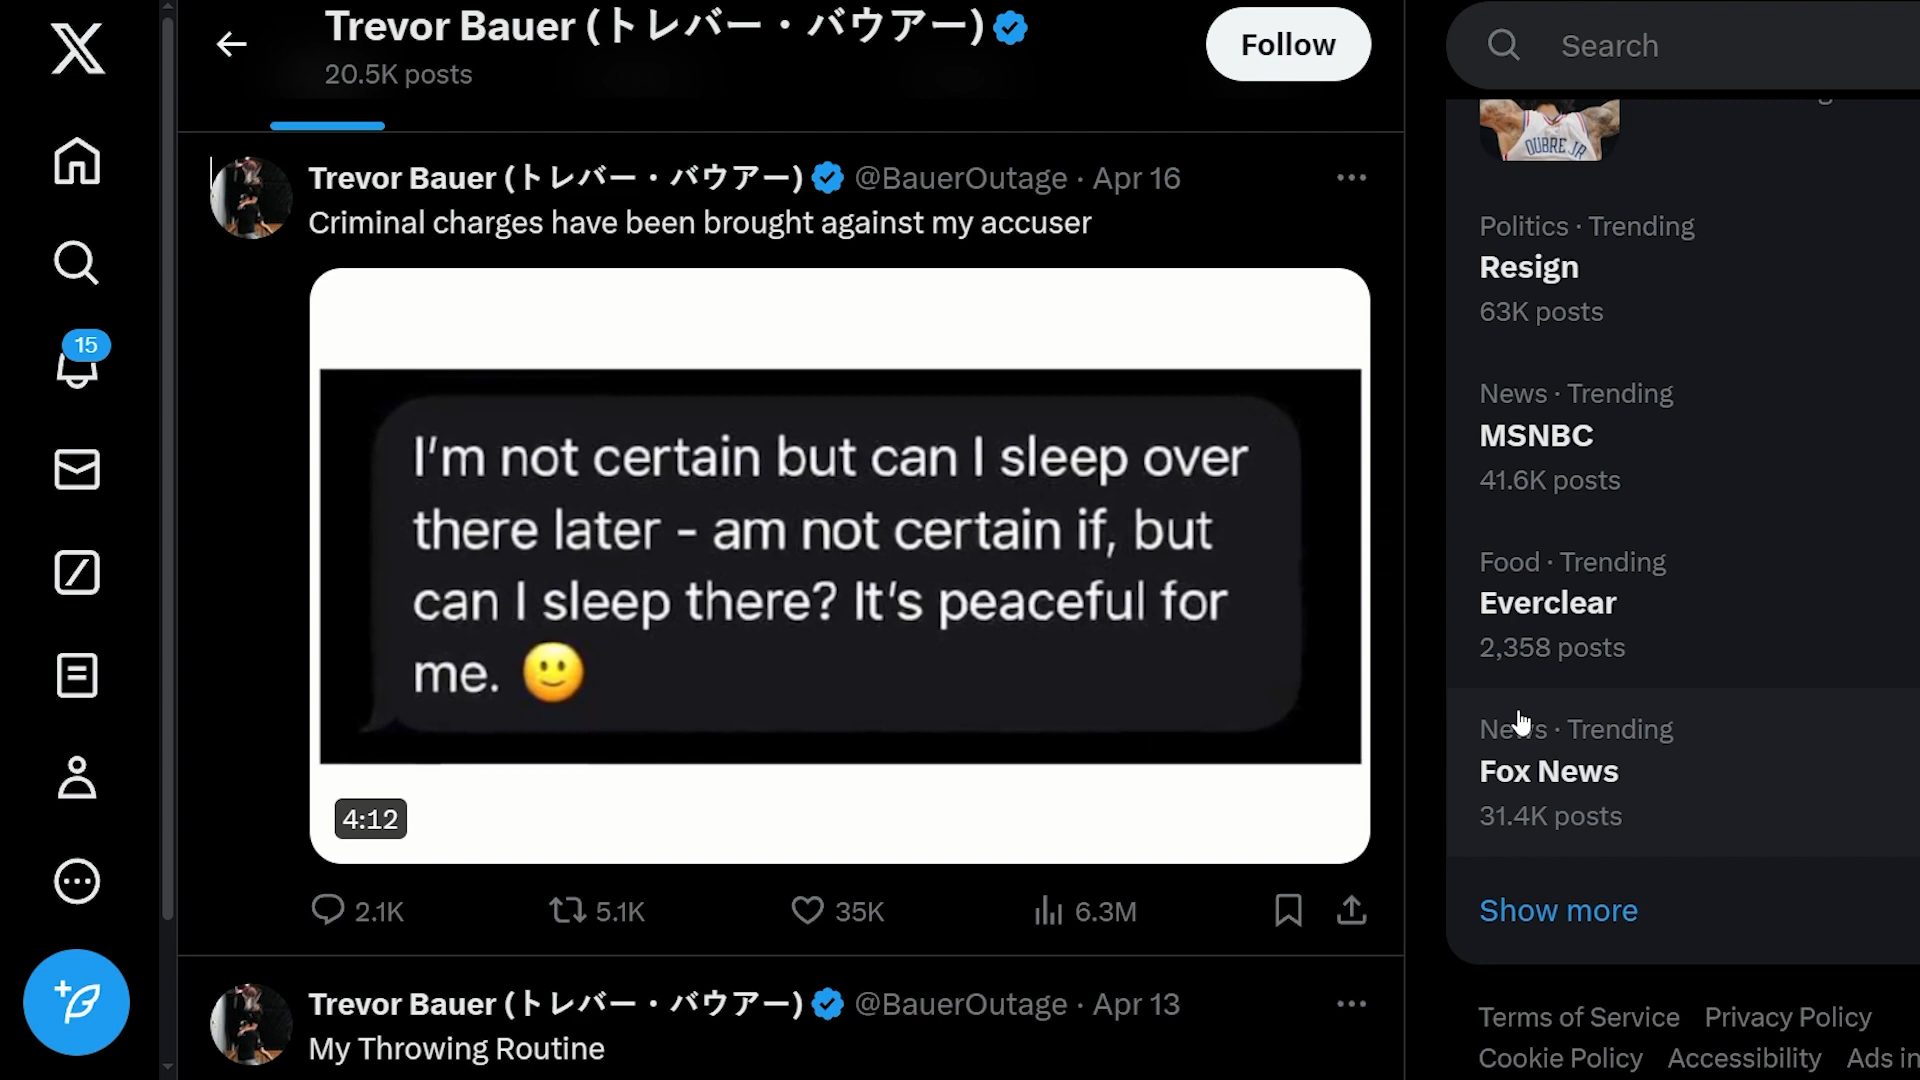 Trevor Bauer (トレバー・バウアー)
20.5K posts
Follow
Trevor Bauer (トレバー・バウアー) @BauerOutage · Apr 16
Criminal charges have been brought against my accuser
I'm not certain but can I sleep over
there later - am not certain if, but
can I sleep there? It's peaceful for
me. 🙂
4:12
2.1K
5.1K
35K
6.3M
Trevor Bauer (トレバー・バウアー) @BauerOutage · Apr 13
My Throwing Routine
15
Search
OUBRE JR
Politics · Trending
Resign
63K posts
News · Trending
MSNBC
41.6K posts
Food · Trending
Everclear
2,358 posts
News · Trending
Fox News
31.4K posts
Show more
Terms of Service Privacy Policy
Cookie Policy Accessibility Ads in